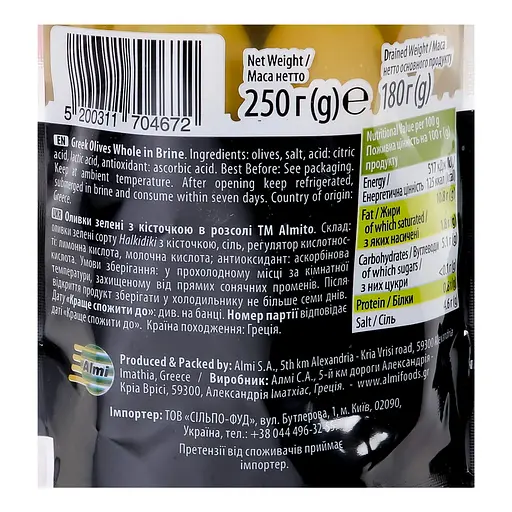 Net Weight /
Маса нетто
250 г (g) e
Drained Weight / Маса
нетто основного продукту
180 г (g)
5 200311 704672
EN Greek Olives Whole in Brine. Ingredients: olives, salt, acid: citric
acid, lactic acid, antioxidant: ascorbic acid. Best Before: See packaging.
Keep at ambient temperature. After opening keep refrigerated,
submerged in brine and consume within seven days. Country of origin:
Greece.
Оливки зелені з кісточкою в розсолі ТМ Almito. Склад:
оливки зелені сорту Halkidiki з кісточкою, сіль, регулятор кислотнос-
ті: лимонна кислота, молочна кислота; антиоксидант: аскорбінова
кислота. Умови зберігання: у прохолодному місці за кімнатної
температури, захищеному від прямих сонячних променів. Після
відкриття продукт зберігати у холодильнику не більше семи днів.
Дату «Краще спожити до»: див. на банці. Номер партії відповідає
даті «Краще спожити до». Країна походження: Греція.
Nutritional Value per 100 g
Поживна цінність на 100 г
продукту
Energy /
Енергетична цінність
Fat / Жири
of which saturated /
з яких насичені
Carbohydrates / Вуглеводи
of which sugars /
з них цукри
Protein / Білки
Salt / Сіль
Almi
Produced & Packed by: Almi S.A., 5th km Alexandria - Kria Vrisi road, 59300 Alexandria
Imathia, Greece / Виробник: Алмі С.А., 5-й км дороги Александрія -
Кріа Врісі, 59300, Александрія Іматхіас, Греція. - www.almifoods.gr
Імпортер: ТОВ «СІЛЬПО-ФУД», вул. Бутлерова, 1, м. Київ, 02090,
Україна, тел.: +38 044 496-32-
Претензії від споживачів приймає
імпортер.